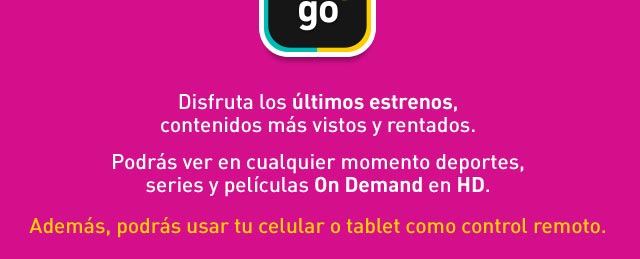 go
Disfruta los últimos estrenos,
contenidos más vistos y rentados.
Podrás ver en cualquier momento deportes,
series y películas On Demand en HD.
Además, podrás usar tu celular o tablet como control remoto.